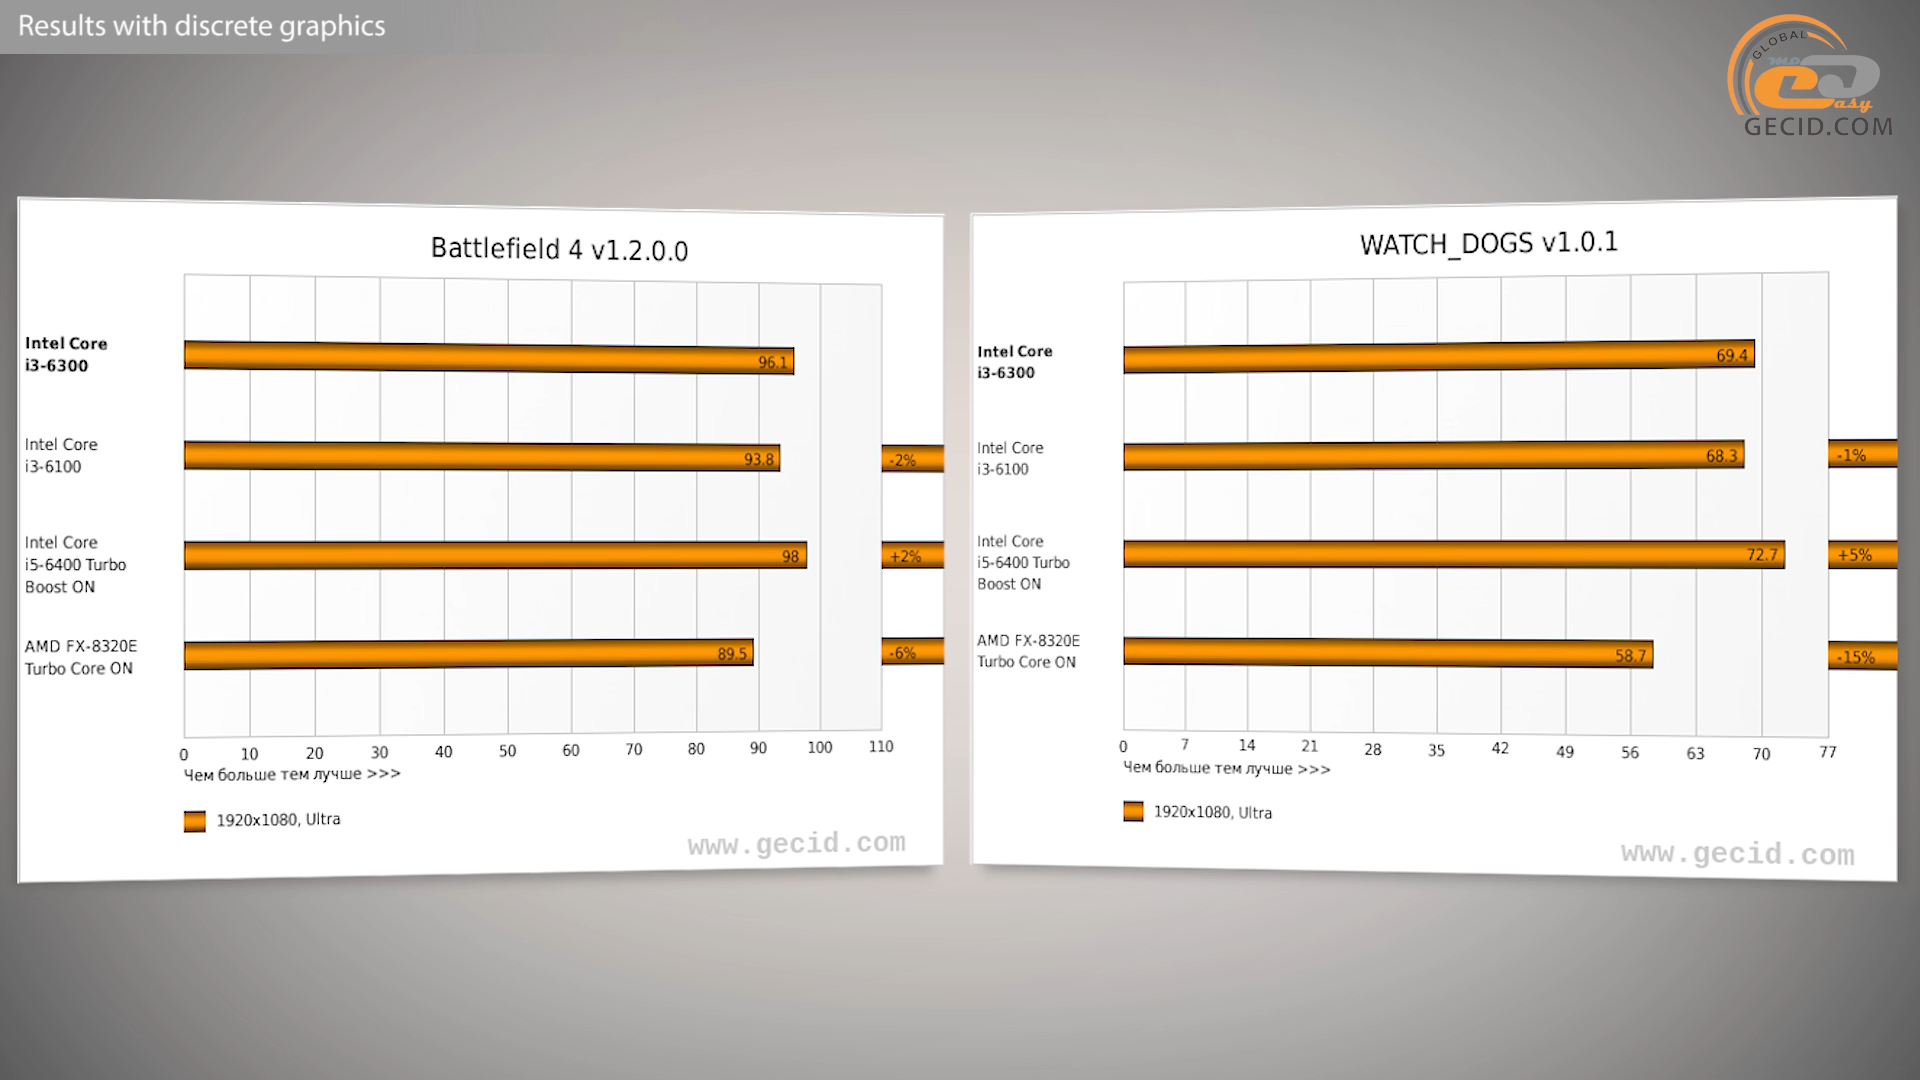 Results with discrete graphics
GLOBAL
easy
GECID.COM
Battlefield 4 v1.2.0.0
Intel Core
i3-6300
96.1
Intel Core
i3-6100
93.8
-2%
Intel Core
i5-6400 Turbo
Boost ON
98
+2%
AMD FX-8320E
Turbo Core ON
89.5
-6%
0 10 20 30 40 50 60 70 80 90 100 110
Чем больше тем лучше >>>
1920x1080, Ultra
www.gecid.com
WATCH_DOGS v1.0.1
Intel Core
i3-6300
69.4
Intel Core
i3-6100
68.3
-1%
Intel Core
i5-6400 Turbo
Boost ON
72.7
+5%
AMD FX-8320E
Turbo Core ON
58.7
-15%
0 7 14 21 28 35 42 49 56 63 70 77
Чем больше тем лучше >>>
1920x1080, Ultra
www.gecid.com